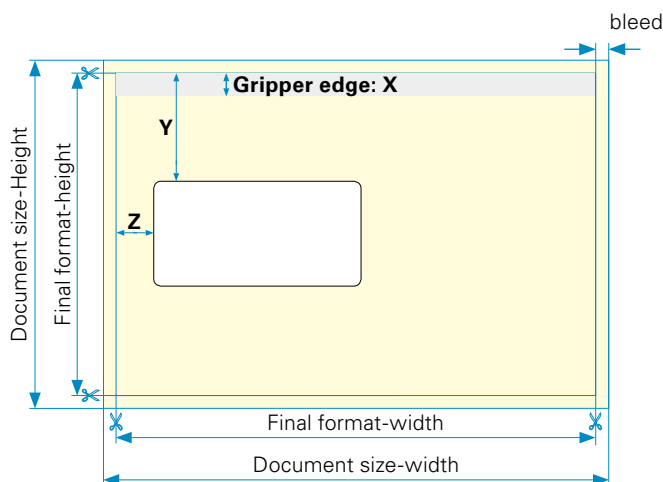 bleed
Gripper edge: X
Y
Z
Document size-Height
Final format-height
Final format-width
Document size-width